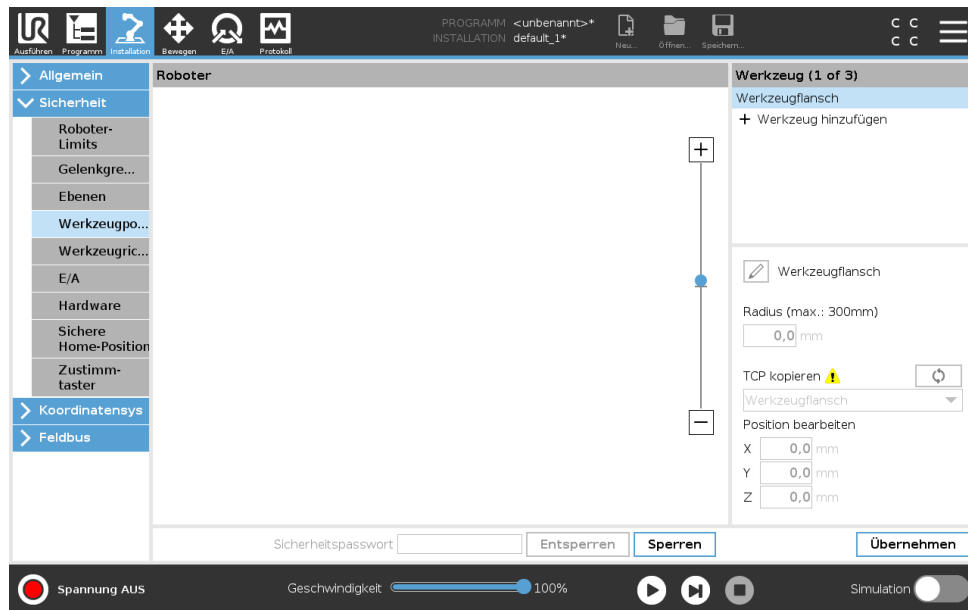 UR
PROGRAMM <unbenannt>*
INSTALLATION default_1*
Ausführen Programm Installation Bewegen E/A Protokoll
Neu... Öffnen... Speichern...
C C
C C
Allgemein
Sicherheit
Roboter-
Limits
Gelenkgre...
Ebenen
Werkzeugpo...
Werkzeugric...
E/A
Hardware
Sichere
Home-Position
Zustimm-
taster
Koordinatensys
Feldbus
Roboter
Werkzeug (1 of 3)
Werkzeugflansch
+ Werkzeug hinzufügen
Werkzeugflansch
Radius (max.: 300mm)
0,0 mm
TCP kopieren
Werkzeugflansch
Position bearbeiten
X 0,0 mm
Y 0,0 mm
Z 0,0 mm
Sicherheitspasswort Entsperren Sperren Übernehmen
Spannung AUS Geschwindigkeit 100% Simulation